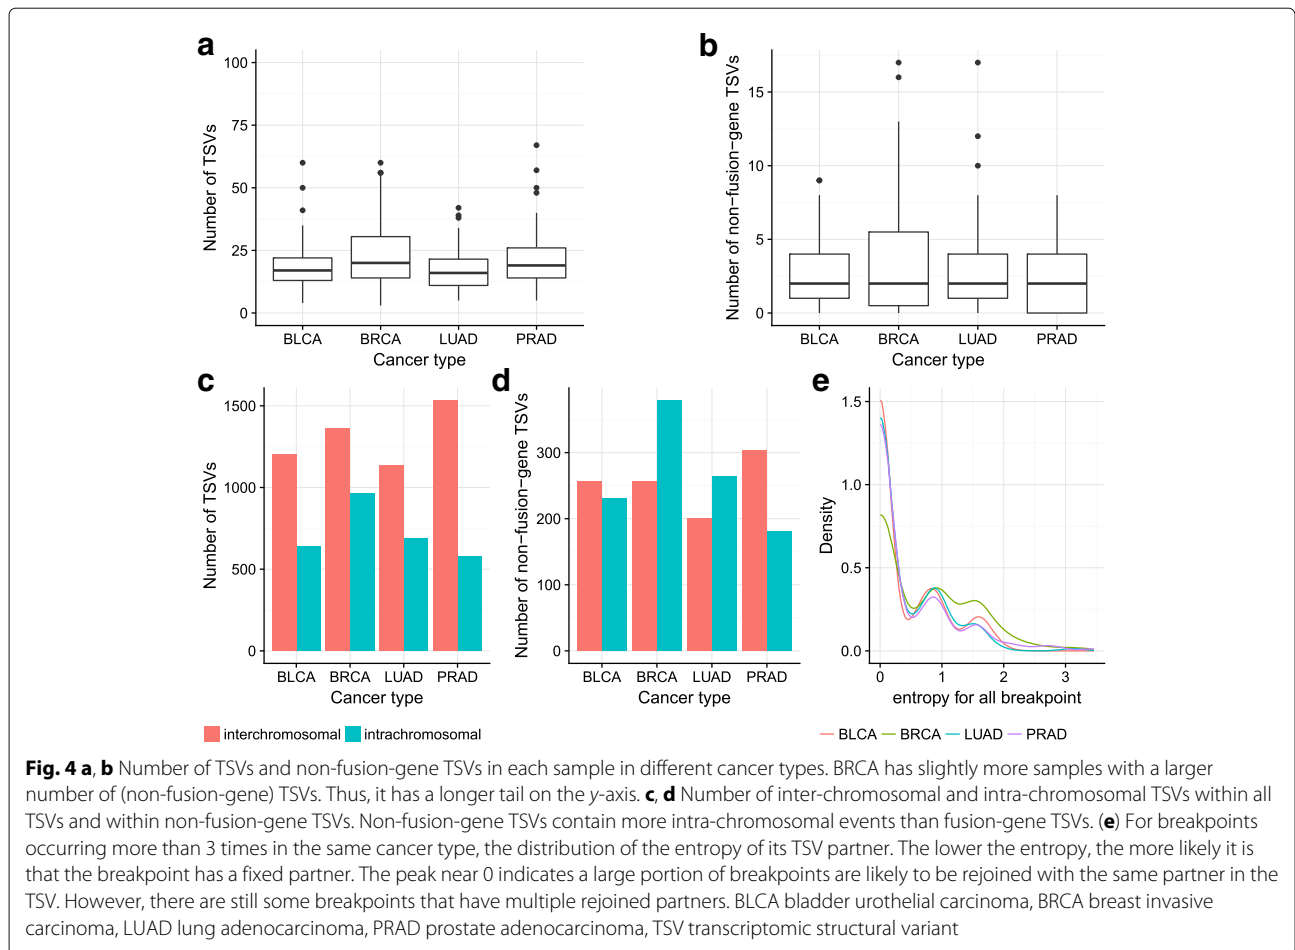 a
100
75
50
25
0
Number of TSVs
BLCA BRCA LUAD PRAD
Cancer type
b
15
10
5
0
Number of non−fusion−gene TSVs
BLCA BRCA LUAD PRAD
Cancer type
c
1500
1000
500
0
Number of TSVs
BLCA BRCA LUAD PRAD
Cancer type
d
300
200
100
0
Number of non−fusion−gene TSVs
BLCA BRCA LUAD PRAD
Cancer type
interchromosomal intrachromosomal
e
1.5
1.0
0.5
0.0
Density
0 1 2 3
entropy for all breakpoint
BLCA BRCA LUAD PRAD
Fig. 4 a, b Number of TSVs and non-fusion-gene TSVs in each sample in different cancer types. BRCA has slightly more samples with a larger
number of (non-fusion-gene) TSVs. Thus, it has a longer tail on the y-axis. c, d Number of inter-chromosomal and intra-chromosomal TSVs within all
TSVs and within non-fusion-gene TSVs. Non-fusion-gene TSVs contain more intra-chromosomal events than fusion-gene TSVs. (e) For breakpoints
occurring more than 3 times in the same cancer type, the distribution of the entropy of its TSV partner. The lower the entropy, the more likely it is
that the breakpoint has a fixed partner. The peak near 0 indicates a large portion of breakpoints are likely to be rejoined with the same partner in the
TSV. However, there are still some breakpoints that have multiple rejoined partners. BLCA bladder urothelial carcinoma, BRCA breast invasive
carcinoma, LUAD lung adenocarcinoma, PRAD prostate adenocarcinoma, TSV transcriptomic structural variant